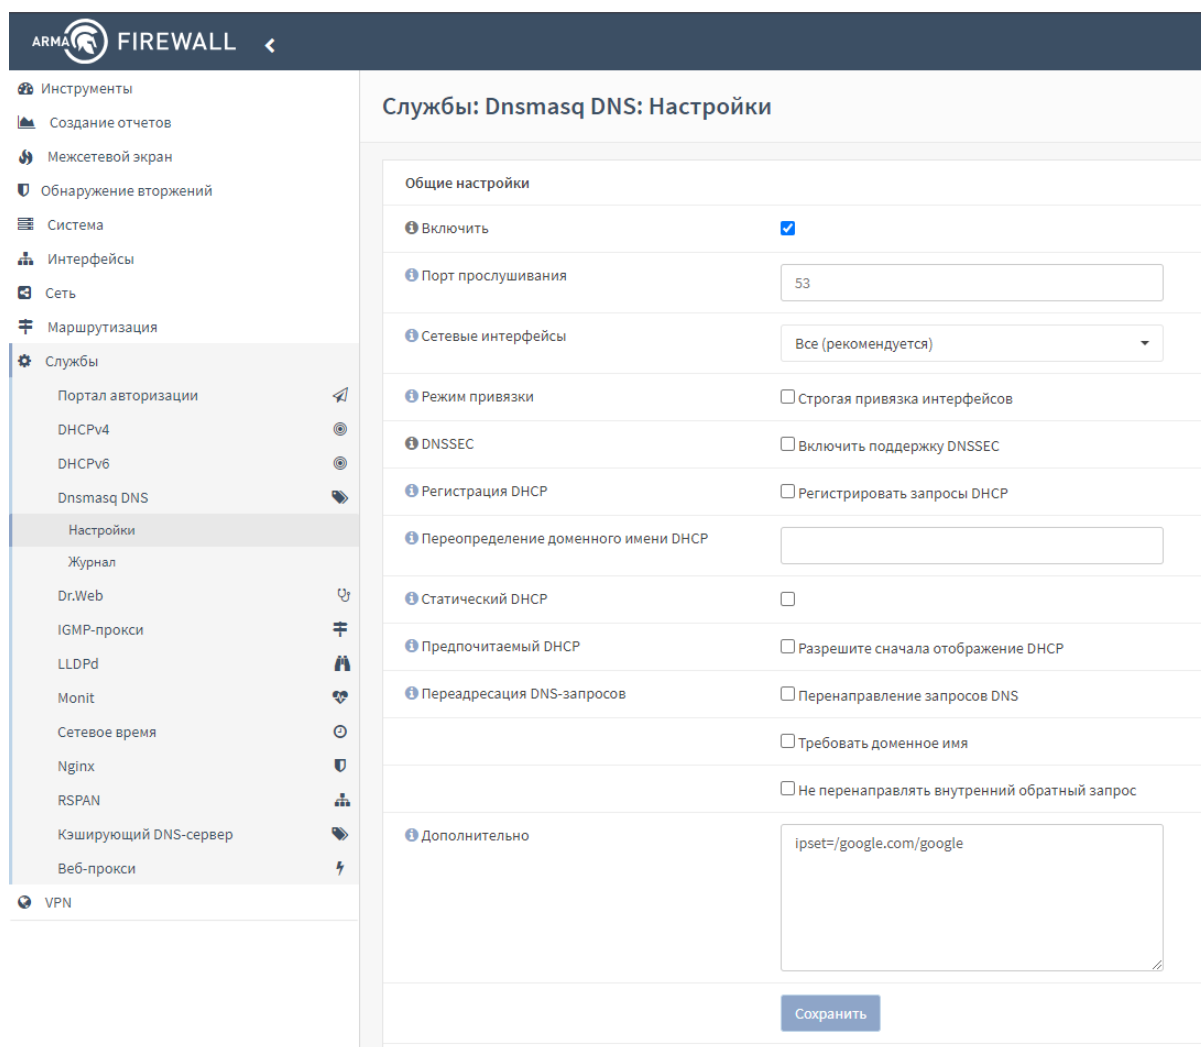 ARMA FIREWALL
Инструменты
Создание отчетов
Межсетевой экран
Обнаружение вторжений
Система
Интерфейсы
Сеть
Маршрутизация
Службы
Портал авторизации
DHCPv4
DHCPv6
Dnsmasq DNS
Настройки
Журнал
Dr.Web
IGMP-прокси
LLDPd
Monit
Сетевое время
Nginx
RSPAN
Кэширующий DNS-сервер
Веб-прокси
VPN
Службы: Dnsmasq DNS: Настройки
Общие настройки
Включить
Порт прослушивания 53
Сетевые интерфейсы Все (рекомендуется)
Режим привязки Строгая привязка интерфейсов
DNSSEC Включить поддержку DNSSEC
Регистрация DHCP Регистрировать запросы DHCP
Переопределение доменного имени DHCP
Статический DHCP
Предпочитаемый DHCP Разрешите сначала отображение DHCP
Переадресация DNS-запросов Перенаправление запросов DNS
Требовать доменное имя
Не перенаправлять внутренний обратный запрос
Дополнительно ipset=/google.com/google
Сохранить